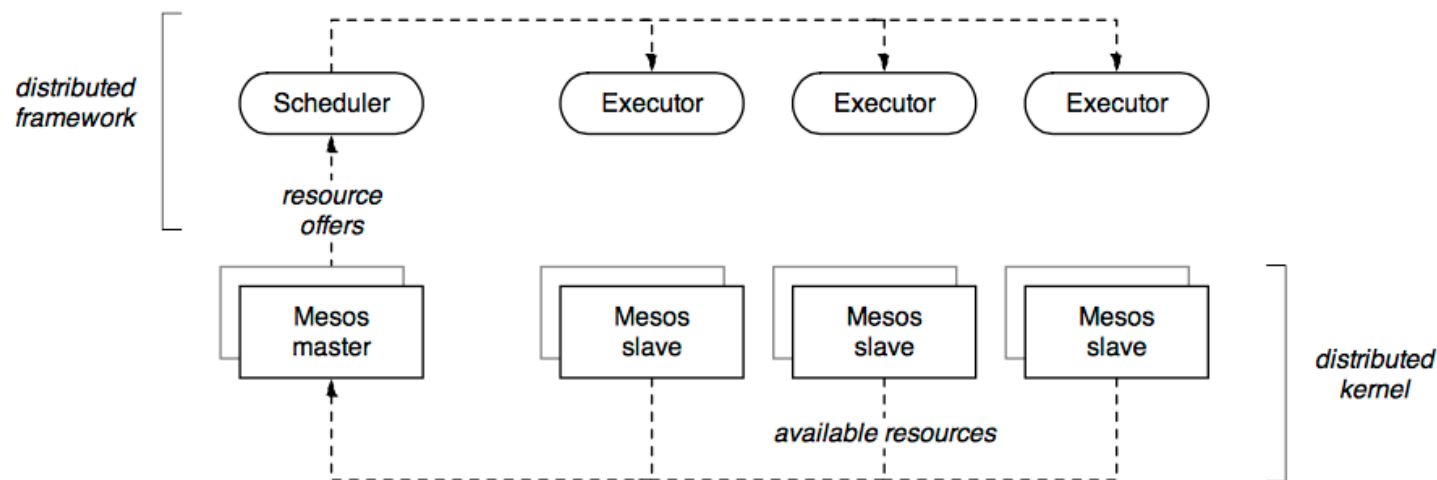 distributed
framework
Scheduler
Executor
Executor
Executor
resource
offers
Mesos
master
Mesos
slave
Mesos
slave
Mesos
slave
distributed
kernel
available resources